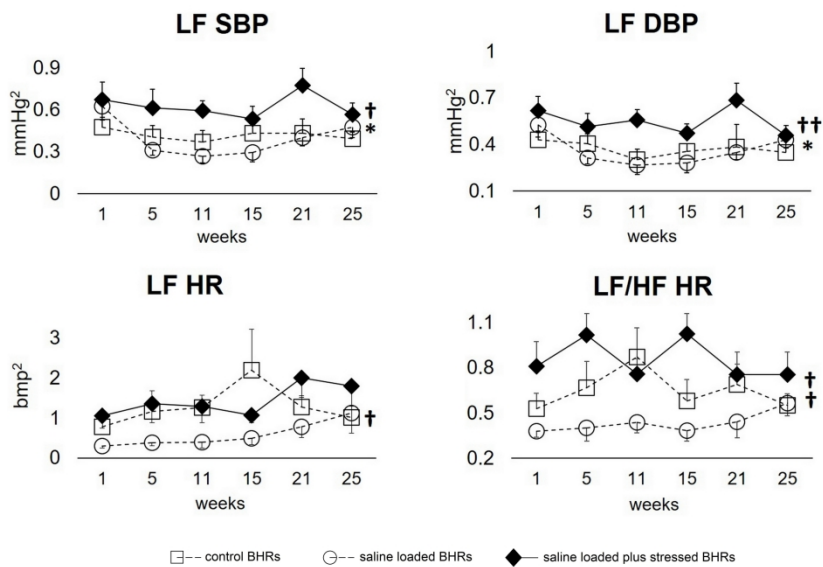 LF SBP
mmHg²
0.9
0.6
0.3
0
1 5 11 15 21 25
weeks
†
*
LF DBP
1
0.7
0.4
0.1
1 5 11 15 21 25
weeks
††
*
LF HR
bmp²
3
2
1
0
1 5 11 15 21 25
weeks
†
LF/HF HR
1.1
0.8
0.5
0.2
1 5 11 15 21 25
weeks
†
†
control BHRs saline loaded BHRs saline loaded plus stressed BHRs